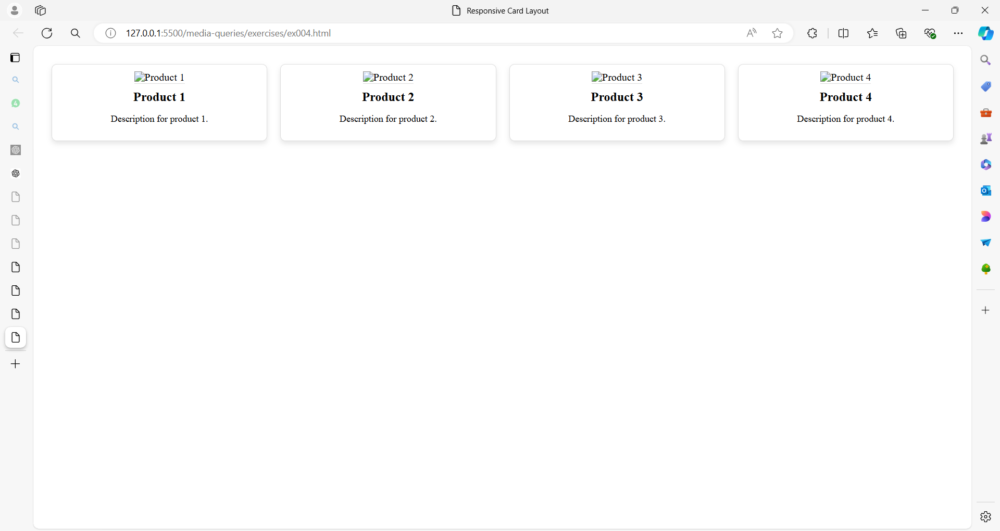 Responsive Card Layout
127.0.0.1:5500/media-queries/exercises/ex004.html
Product 1
Product 2
Product 3
Product 4
Product 1
Product 2
Product 3
Product 4
Description for product 1.
Description for product 2.
Description for product 3.
Description for product 4.
4